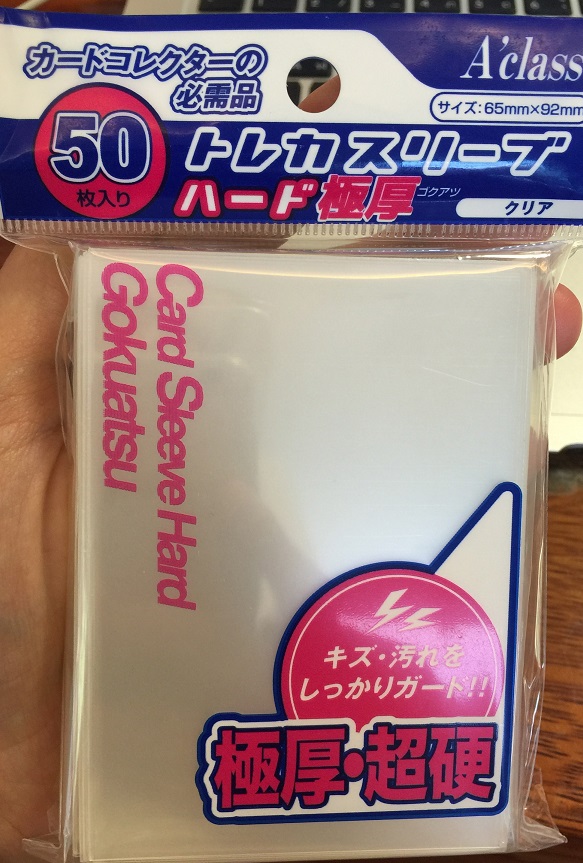 カードコレクターの
必需品
A'class
サイズ:65mm×92mm
50
枚入り
トレカスリーブ
ハード極厚
ゴクアツ
クリア
Card Sleeve Hard
Gokuatsu
キズ・汚れを
しっかりガード!!
極厚・超硬